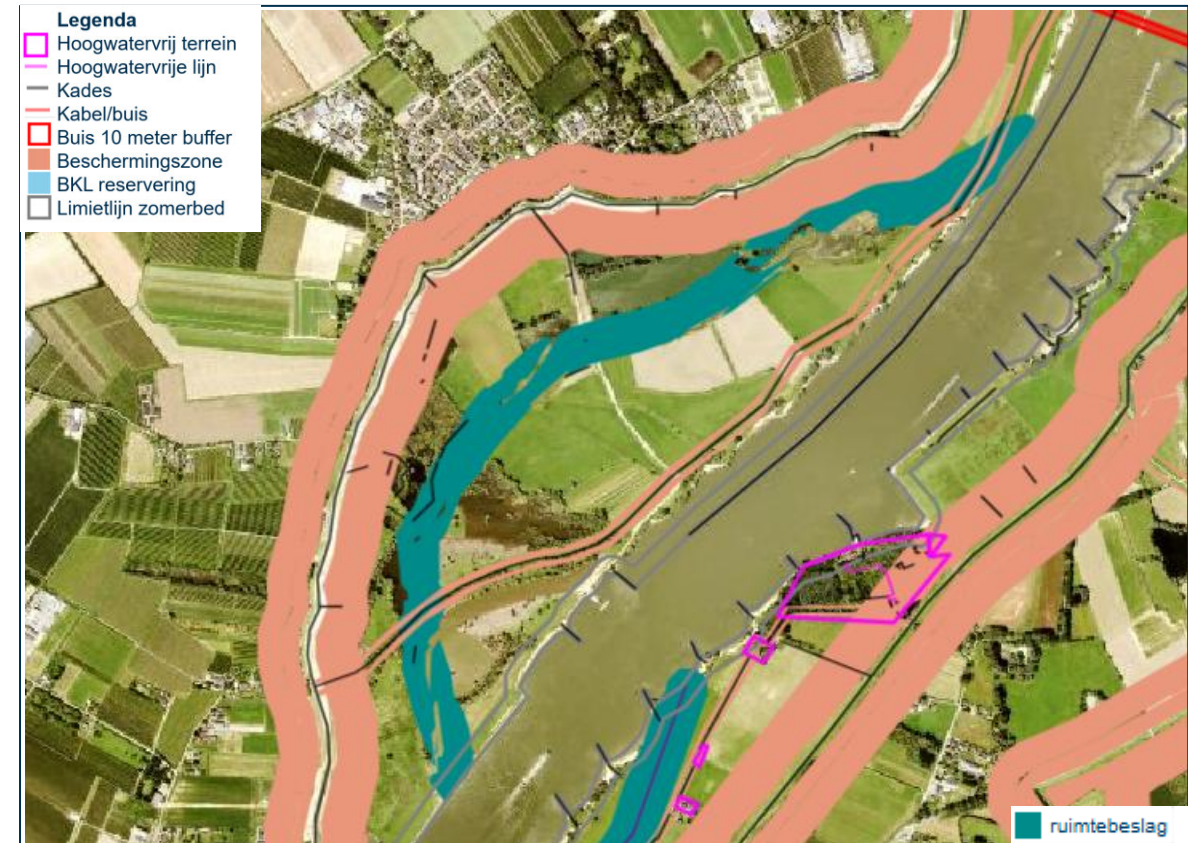 Legenda
Hoogwatervrij terrein
Hoogwatervrije lijn
Kades
Kabel/buis
Buis 10 meter buffer
Beschermingszone
BKL reservering
Limietlijn zomerbed
ruimtebeslag